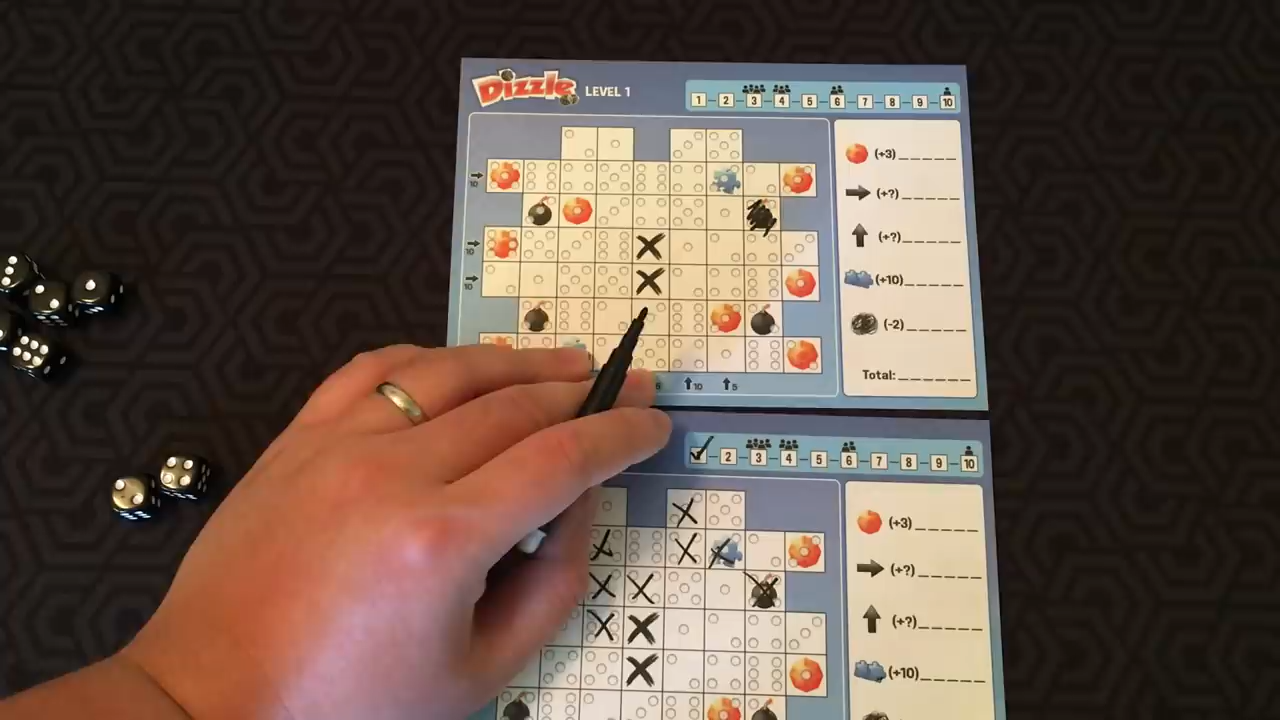 Dizzle LEVEL 1
1 2 3 4 5 6 7 8 9 10
(+3)_ _ _ _ _
10
(+?)_ _ _ _ _
10
(+?)_ _ _ _ _
10
(+10)_ _ _ _ _
(-2)_ _ _ _ _
Total:_ _ _ _ _
10 5
2 3 4 5 6 7 8 9 10
(+3)_ _ _ _ _
(+?)_ _ _ _ _
(+?)_ _ _ _ _
(+10)_ _ _ _ _